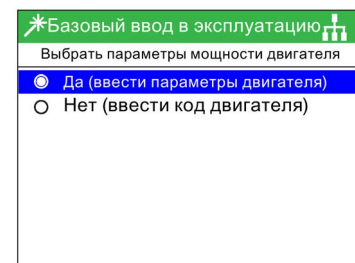 Базовый ввод в эксплуатацию
Выбрать параметры мощности двигателя
Да (ввести параметры двигателя)
Нет (ввести код двигателя)